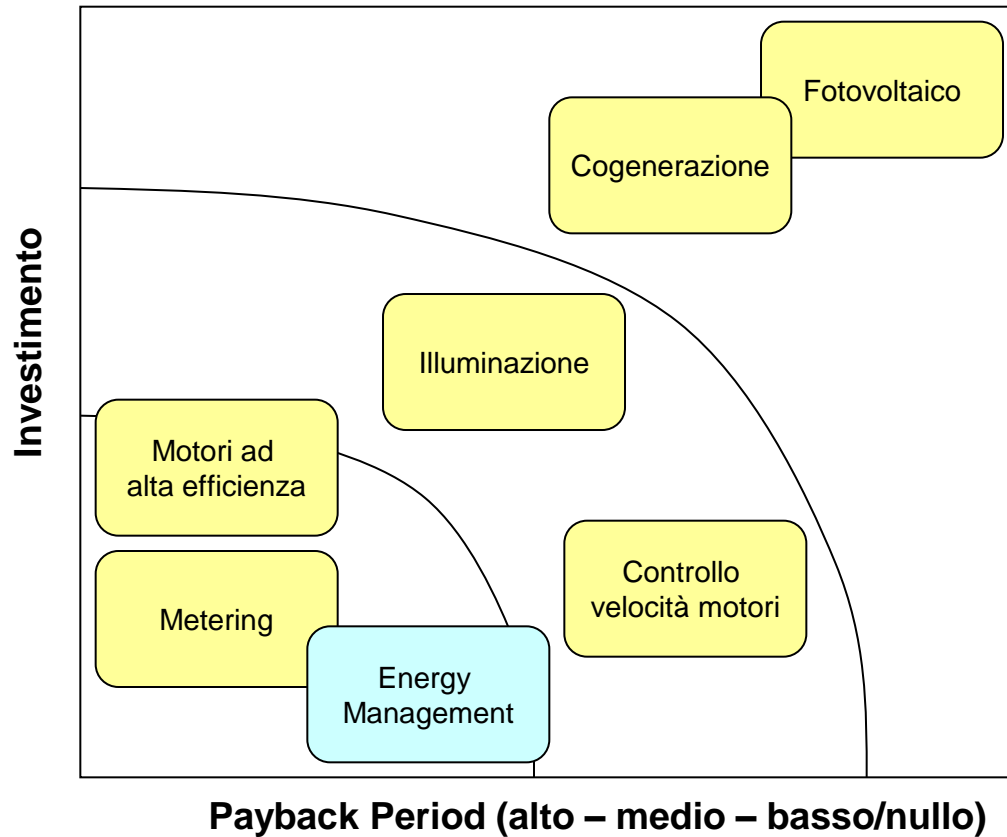 Fotovoltaico
Cogenerazione
Investimento
Illuminazione
Motori ad
alta efficienza
Controllo
velocità motori
Metering
Energy
Management
Payback Period (alto – medio – basso/nullo)